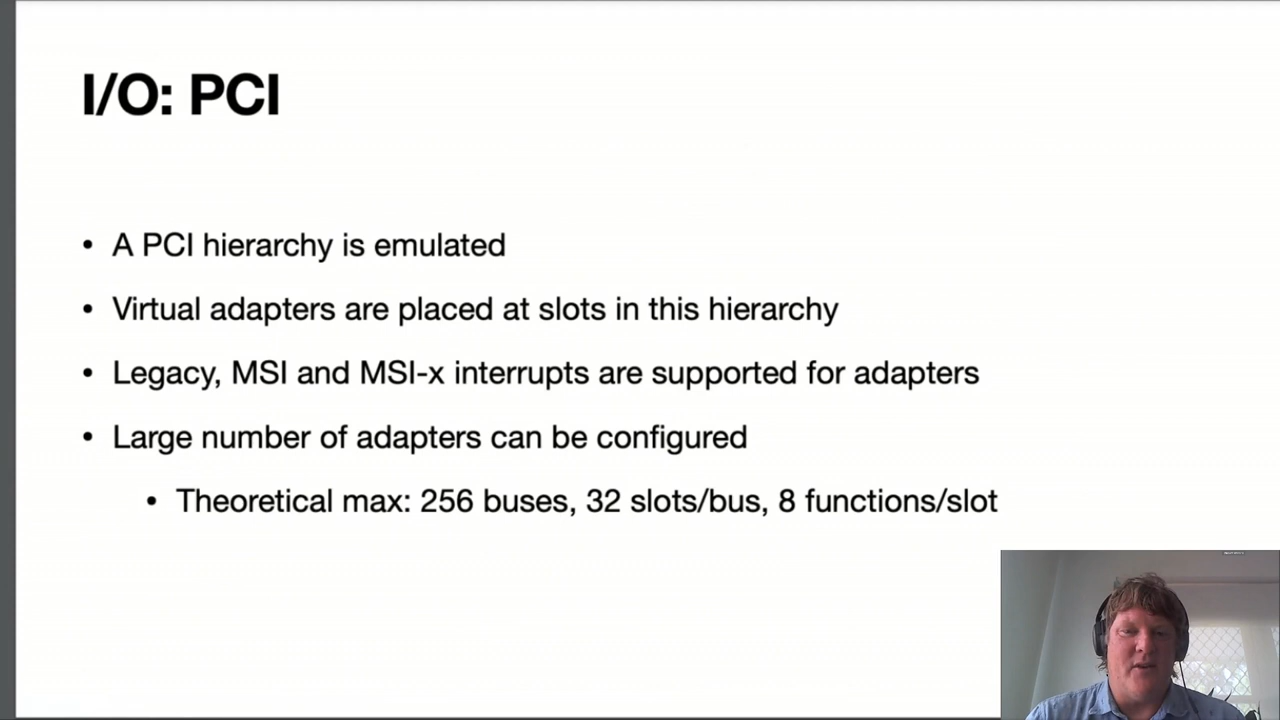 I/O: PCI
• A PCI hierarchy is emulated
• Virtual adapters are placed at slots in this hierarchy
• Legacy, MSI and MSI-x interrupts are supported for adapters
• Large number of adapters can be configured
• Theoretical max: 256 buses, 32 slots/bus, 8 functions/slot